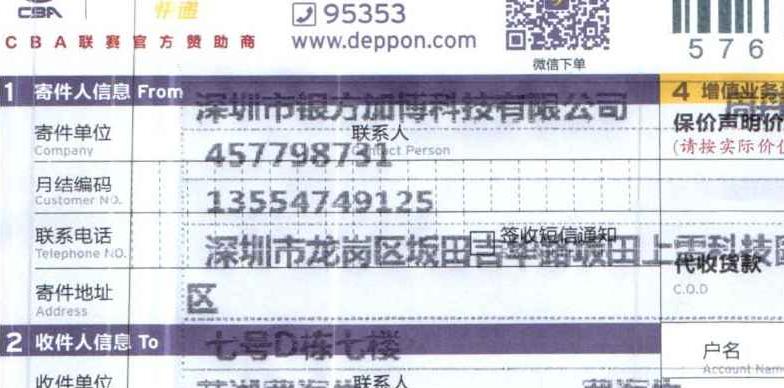 CBA
95353
CBA联赛官方赞助商
www.deppon.com
微信下单
576
1 寄件人信息 From
4 增值业务
深圳市银方加博科技有限公司
寄件单位
Company
联系人
Contact Person
保价声明价
(请按实际价
457798731
月结编码
Customer NO.
13554749125
联系电话
Telephone NO.
签收短信通知
深圳市龙岗区坂田吉华路坂田上雪科技园
代收货款
C.O.D
寄件地址
Address
区
2 收件人信息 To
七号D栋七楼
户名
Account Name
收件单位
联系人